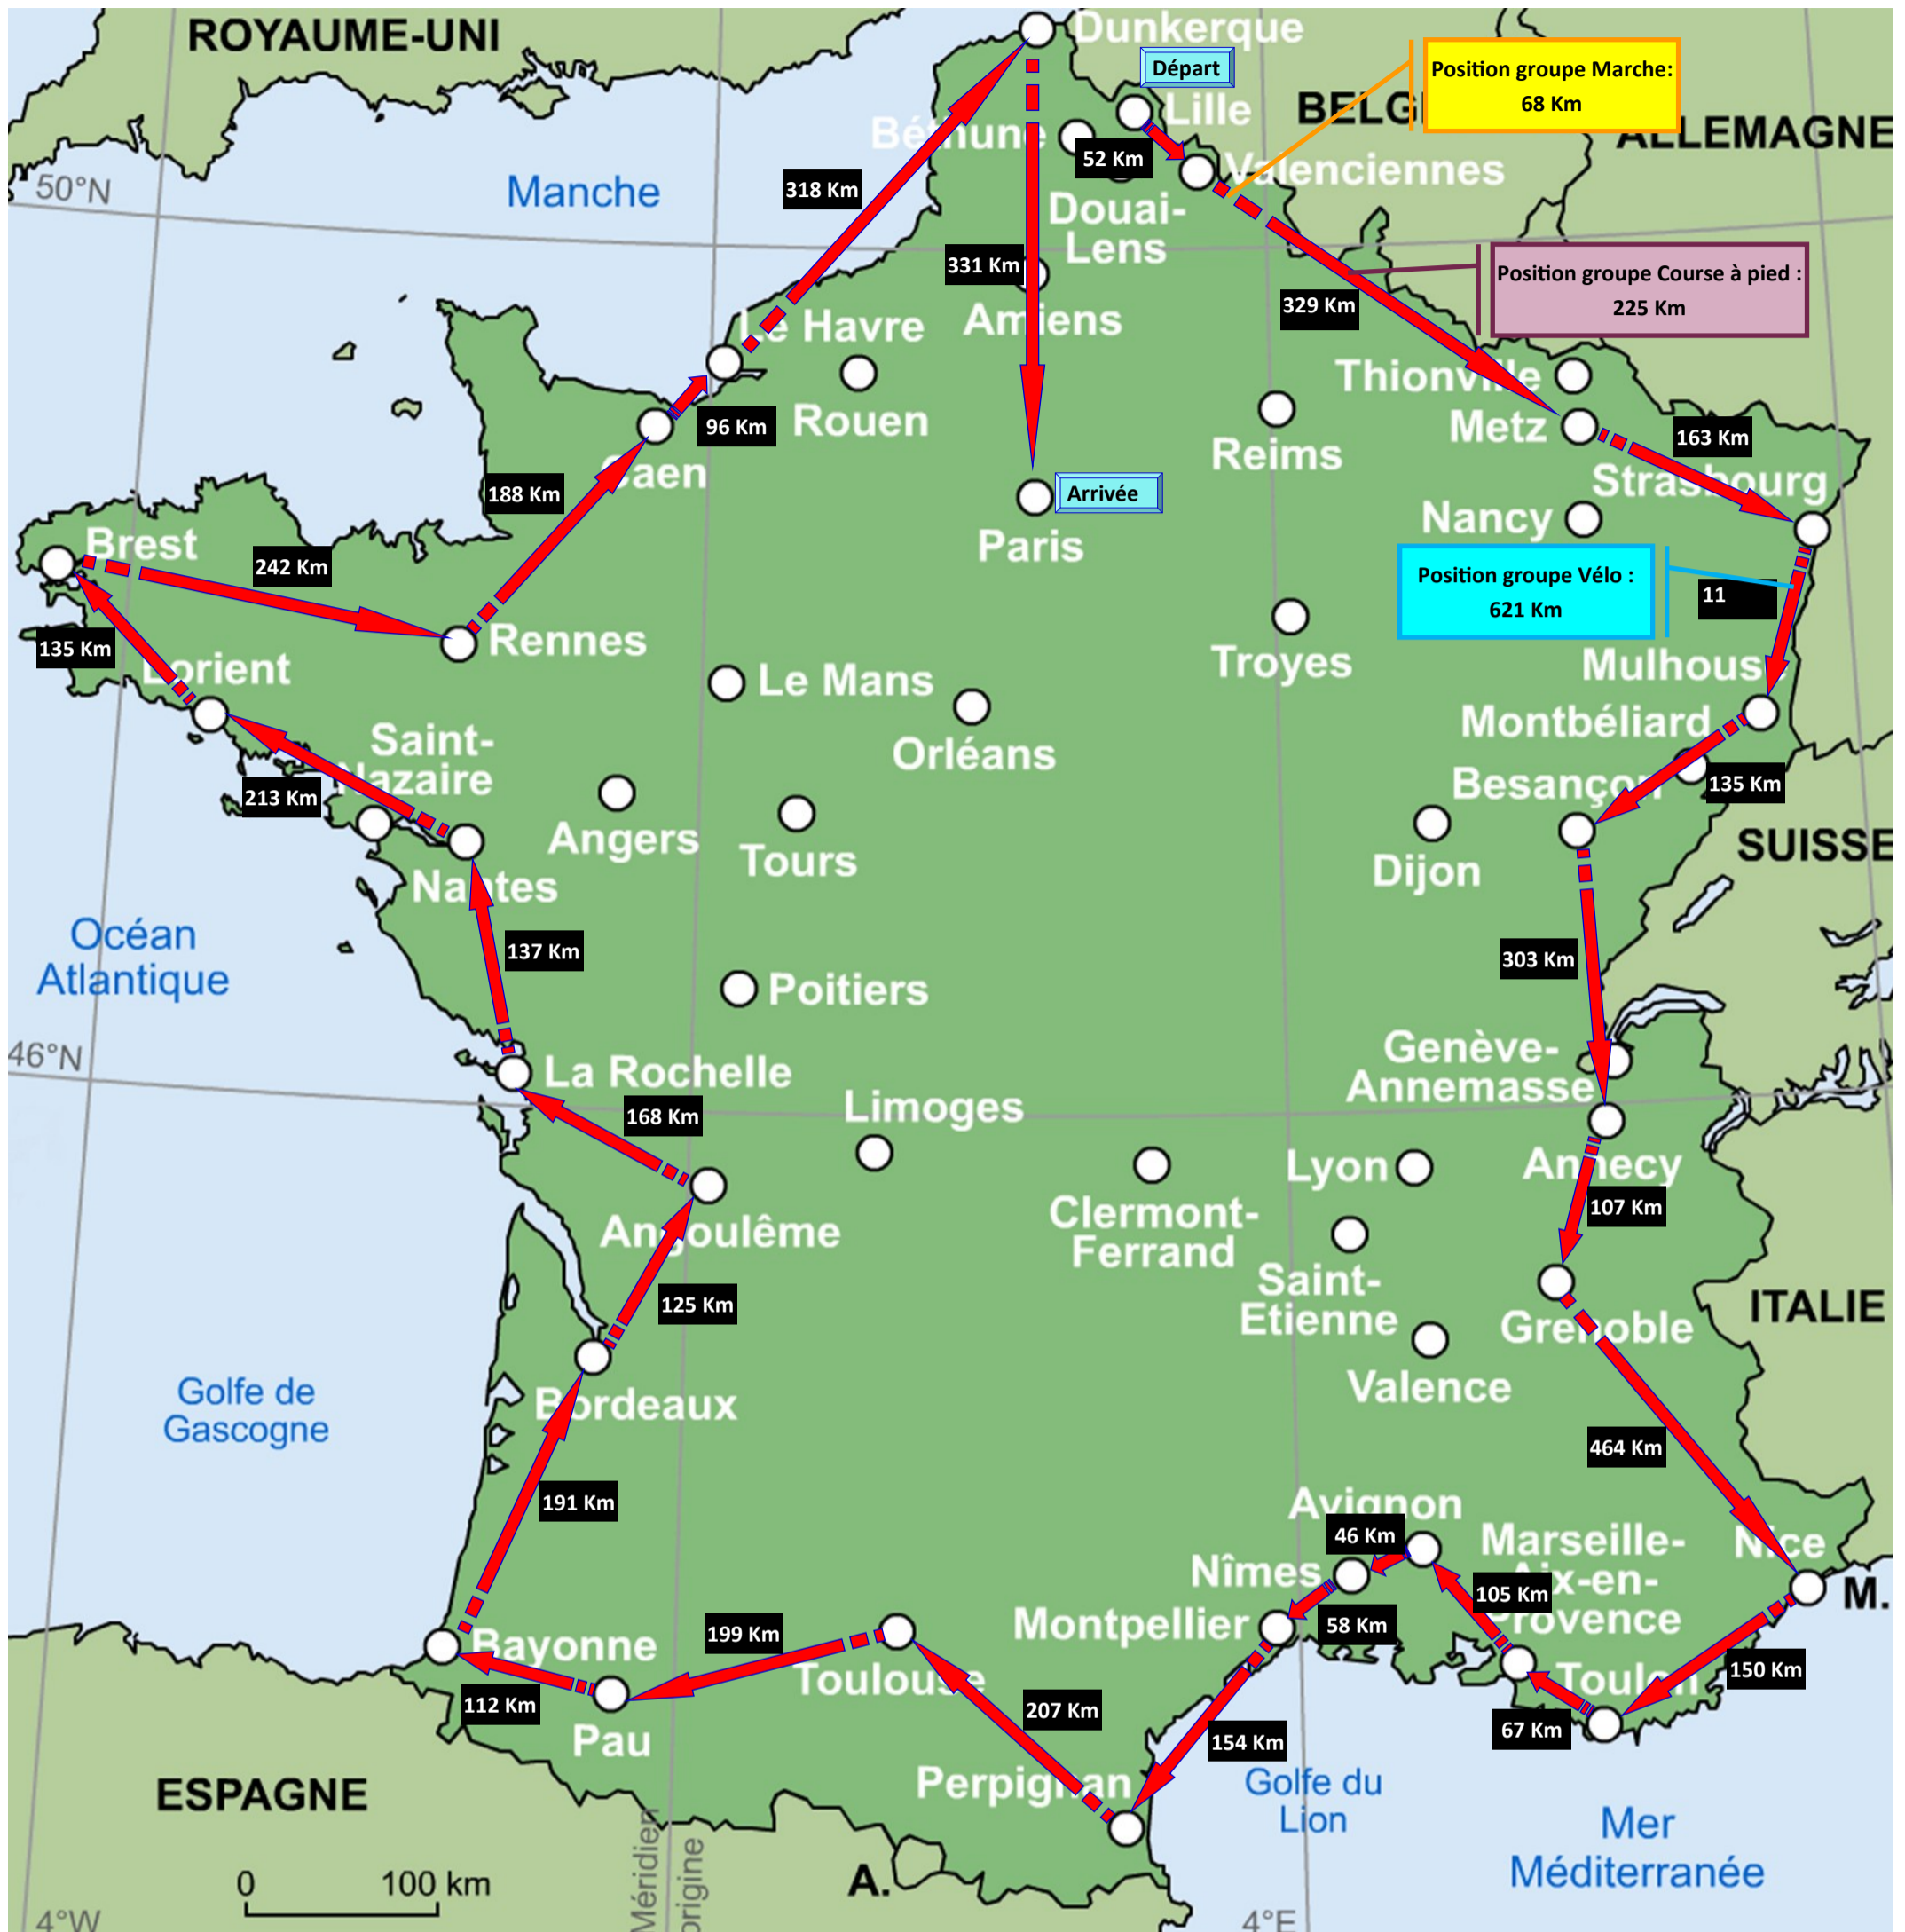 ROYAUME-UNI
Dunkerque
Départ
Position groupe Marche:
68 Km
Lille
BELGI
ALLEMAGNE
Béthune
52 Km
Valenciennes
50°N
Manche
318 Km
Douai-
Lens
331 Km
Position groupe Course à pied :
225 Km
329 Km
Le Havre
Amiens
Thionville
96 Km
Rouen
Metz
163 Km
Reims
Caen
188 Km
Strasbourg
Arrivée
Nancy
Paris
Brest
242 Km
Position groupe Vélo :
621 Km
11
135 Km
Rennes
Lorient
Troyes
Mulhouse
Le Mans
Montbéliard
Orléans
Saint-
Nazaire
213 Km
Besançon
135 Km
Angers
Tours
Dijon
SUISSE
Nantes
Océan
Atlantique
137 Km
303 Km
Poitiers
46°N
Genève-
Annemasse
La Rochelle
168 Km
Limoges
Lyon
Annecy
107 Km
Angoulême
Clermont-
Ferrand
Saint-
Etienne
125 Km
ITALIE
Grenoble
Golfe de
Gascogne
Bordeaux
Valence
464 Km
191 Km
Avignon
46 Km
Marseille-
Aix-en-
Provence
Nice
Nîmes
105 Km
M.
Montpellier
58 Km
199 Km
Bayonne
Toulouse
Toulon
150 Km
112 Km
207 Km
67 Km
Pau
154 Km
Perpignan
Golfe du
Lion
ESPAGNE
Mer
Méditerranée
Méridien
origine
A.
0 100 km
4°W
4°E